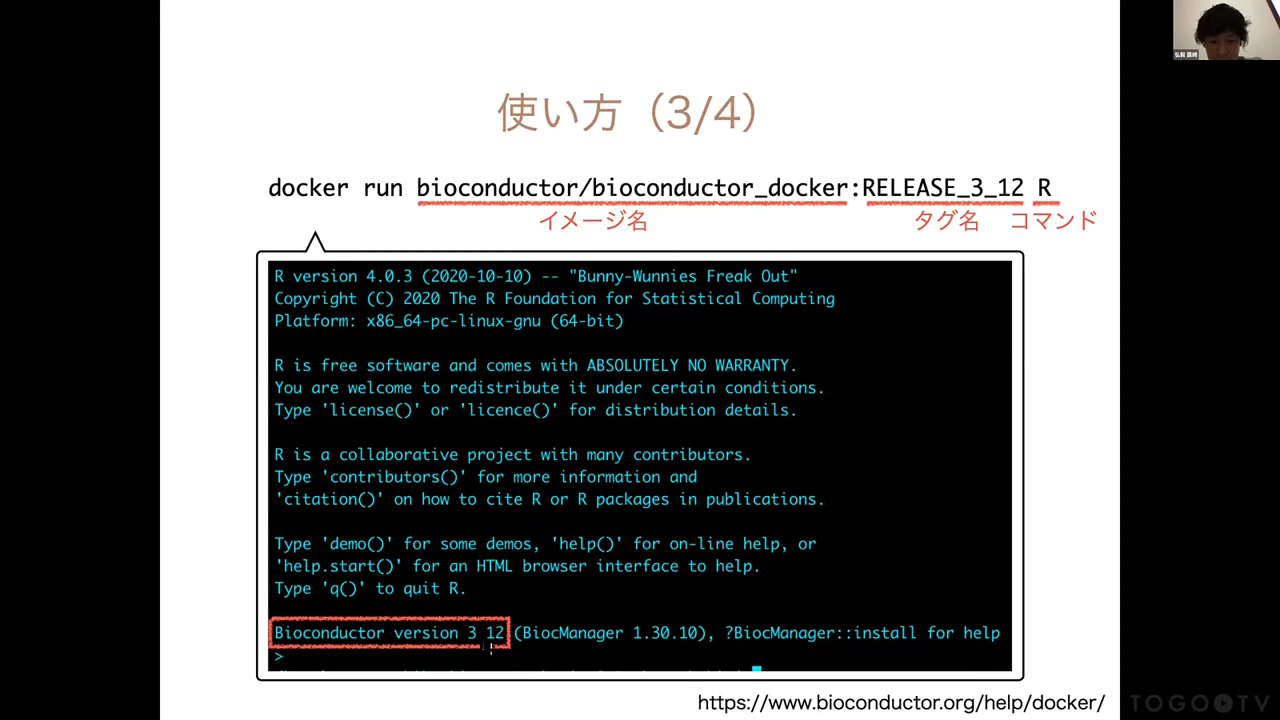 使い方（3/4）
docker run bioconductor/bioconductor_docker:RELEASE_3_12 R
イメージ名 タグ名 コマンド
R version 4.0.3 (2020-10-10) -- "Bunny-Wunnies Freak Out"
Copyright (C) 2020 The R Foundation for Statistical Computing
Platform: x86_64-pc-linux-gnu (64-bit)
R is free software and comes with ABSOLUTELY NO WARRANTY.
You are welcome to redistribute it under certain conditions.
Type 'license()' or 'licence()' for distribution details.
R is a collaborative project with many contributors.
Type 'contributors()' for more information and
'citation()' on how to cite R or R packages in publications.
Type 'demo()' for some demos, 'help()' for on-line help, or
'help.start()' for an HTML browser interface to help.
Type 'q()' to quit R.
Bioconductor version 3 12 (BiocManager 1.30.10), ?BiocManager::install for help
>
https://www.bioconductor.org/help/docker/
TOGO TV